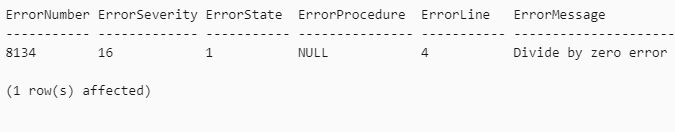 ErrorNumber ErrorSeverity ErrorState ErrorProcedure ErrorLine ErrorMessage
----------- ------------- ----------- --------------- ----------- ---------------------
8134 16 1 NULL 4 Divide by zero error
(1 row(s) affected)